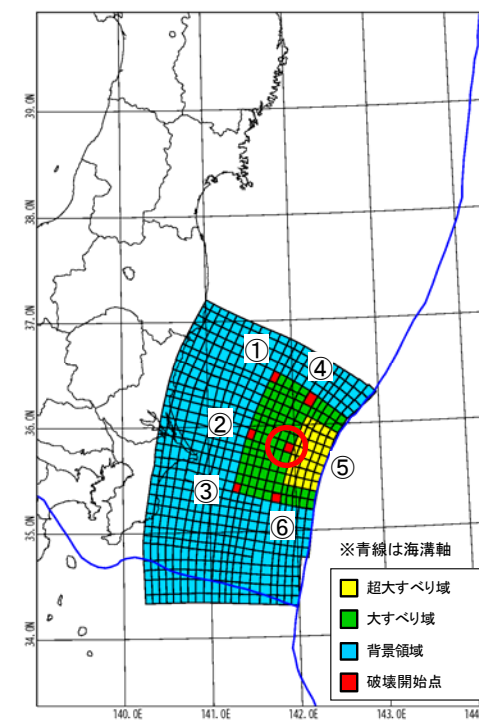 39.0N
38.0N
37.0N
36.0N
35.0N
34.0N
①
④
②
⑤
③
⑥
※青線は海溝軸
超大すべり域
大すべり域
背景領域
破壊開始点
140.0E
141.0E
142.0E
143.0E
144.